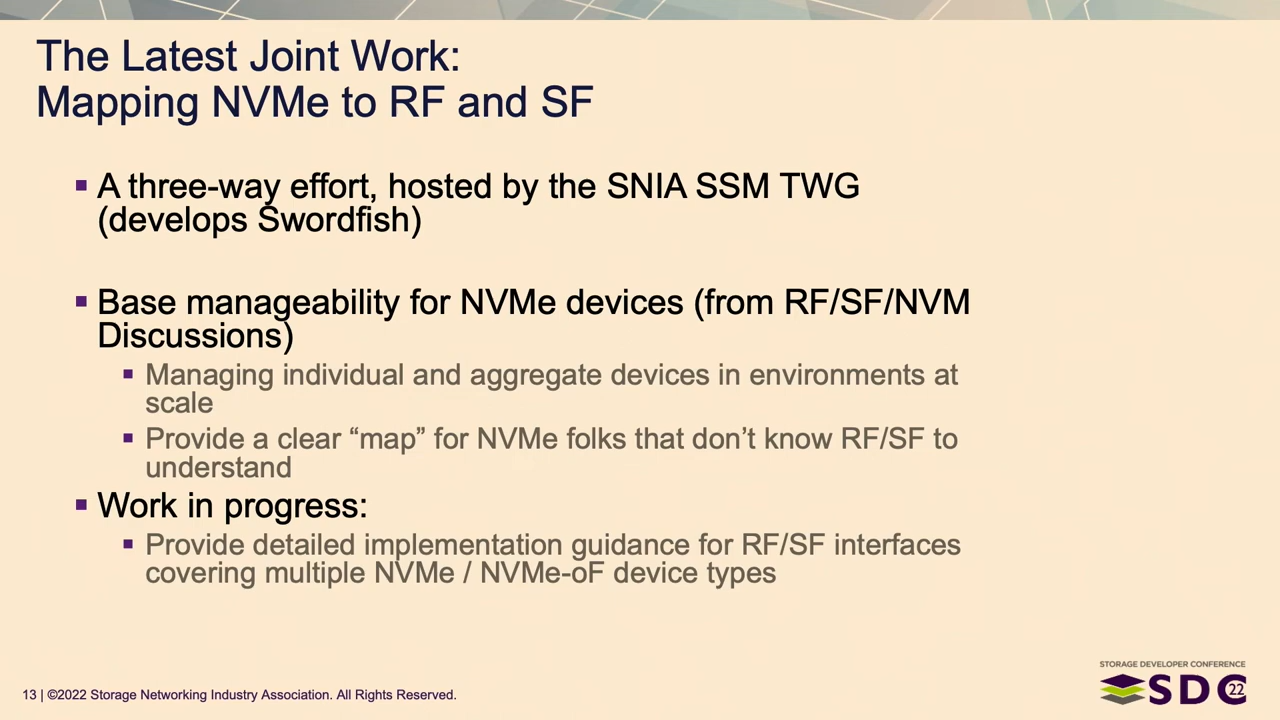 The Latest Joint Work:
Mapping NVMe to RF and SF
▪ A three-way effort, hosted by the SNIA SSM TWG
(develops Swordfish)
▪ Base manageability for NVMe devices (from RF/SF/NVM
Discussions)
▪ Managing individual and aggregate devices in environments at
scale
▪ Provide a clear “map” for NVMe folks that don’t know RF/SF to
understand
▪ Work in progress:
▪ Provide detailed implementation guidance for RF/SF interfaces
covering multiple NVMe / NVMe-oF device types
STORAGE DEVELOPER CONFERENCE
SDC 22
13 | ©2022 Storage Networking Industry Association. All Rights Reserved.